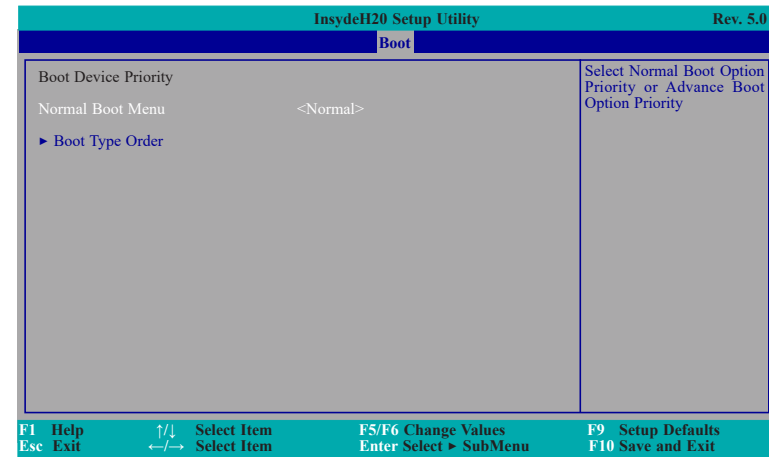 InsydeH20 Setup Utility Rev. 5.0
Boot
Boot Device Priority
Normal Boot Menu <Normal>
► Boot Type Order
Select Normal Boot Option
Priority or Advance Boot
Option Priority
F1 Help ↑/↓ Select Item F5/F6 Change Values F9 Setup Defaults
Esc Exit ←/→ Select Item Enter Select ► SubMenu F10 Save and Exit